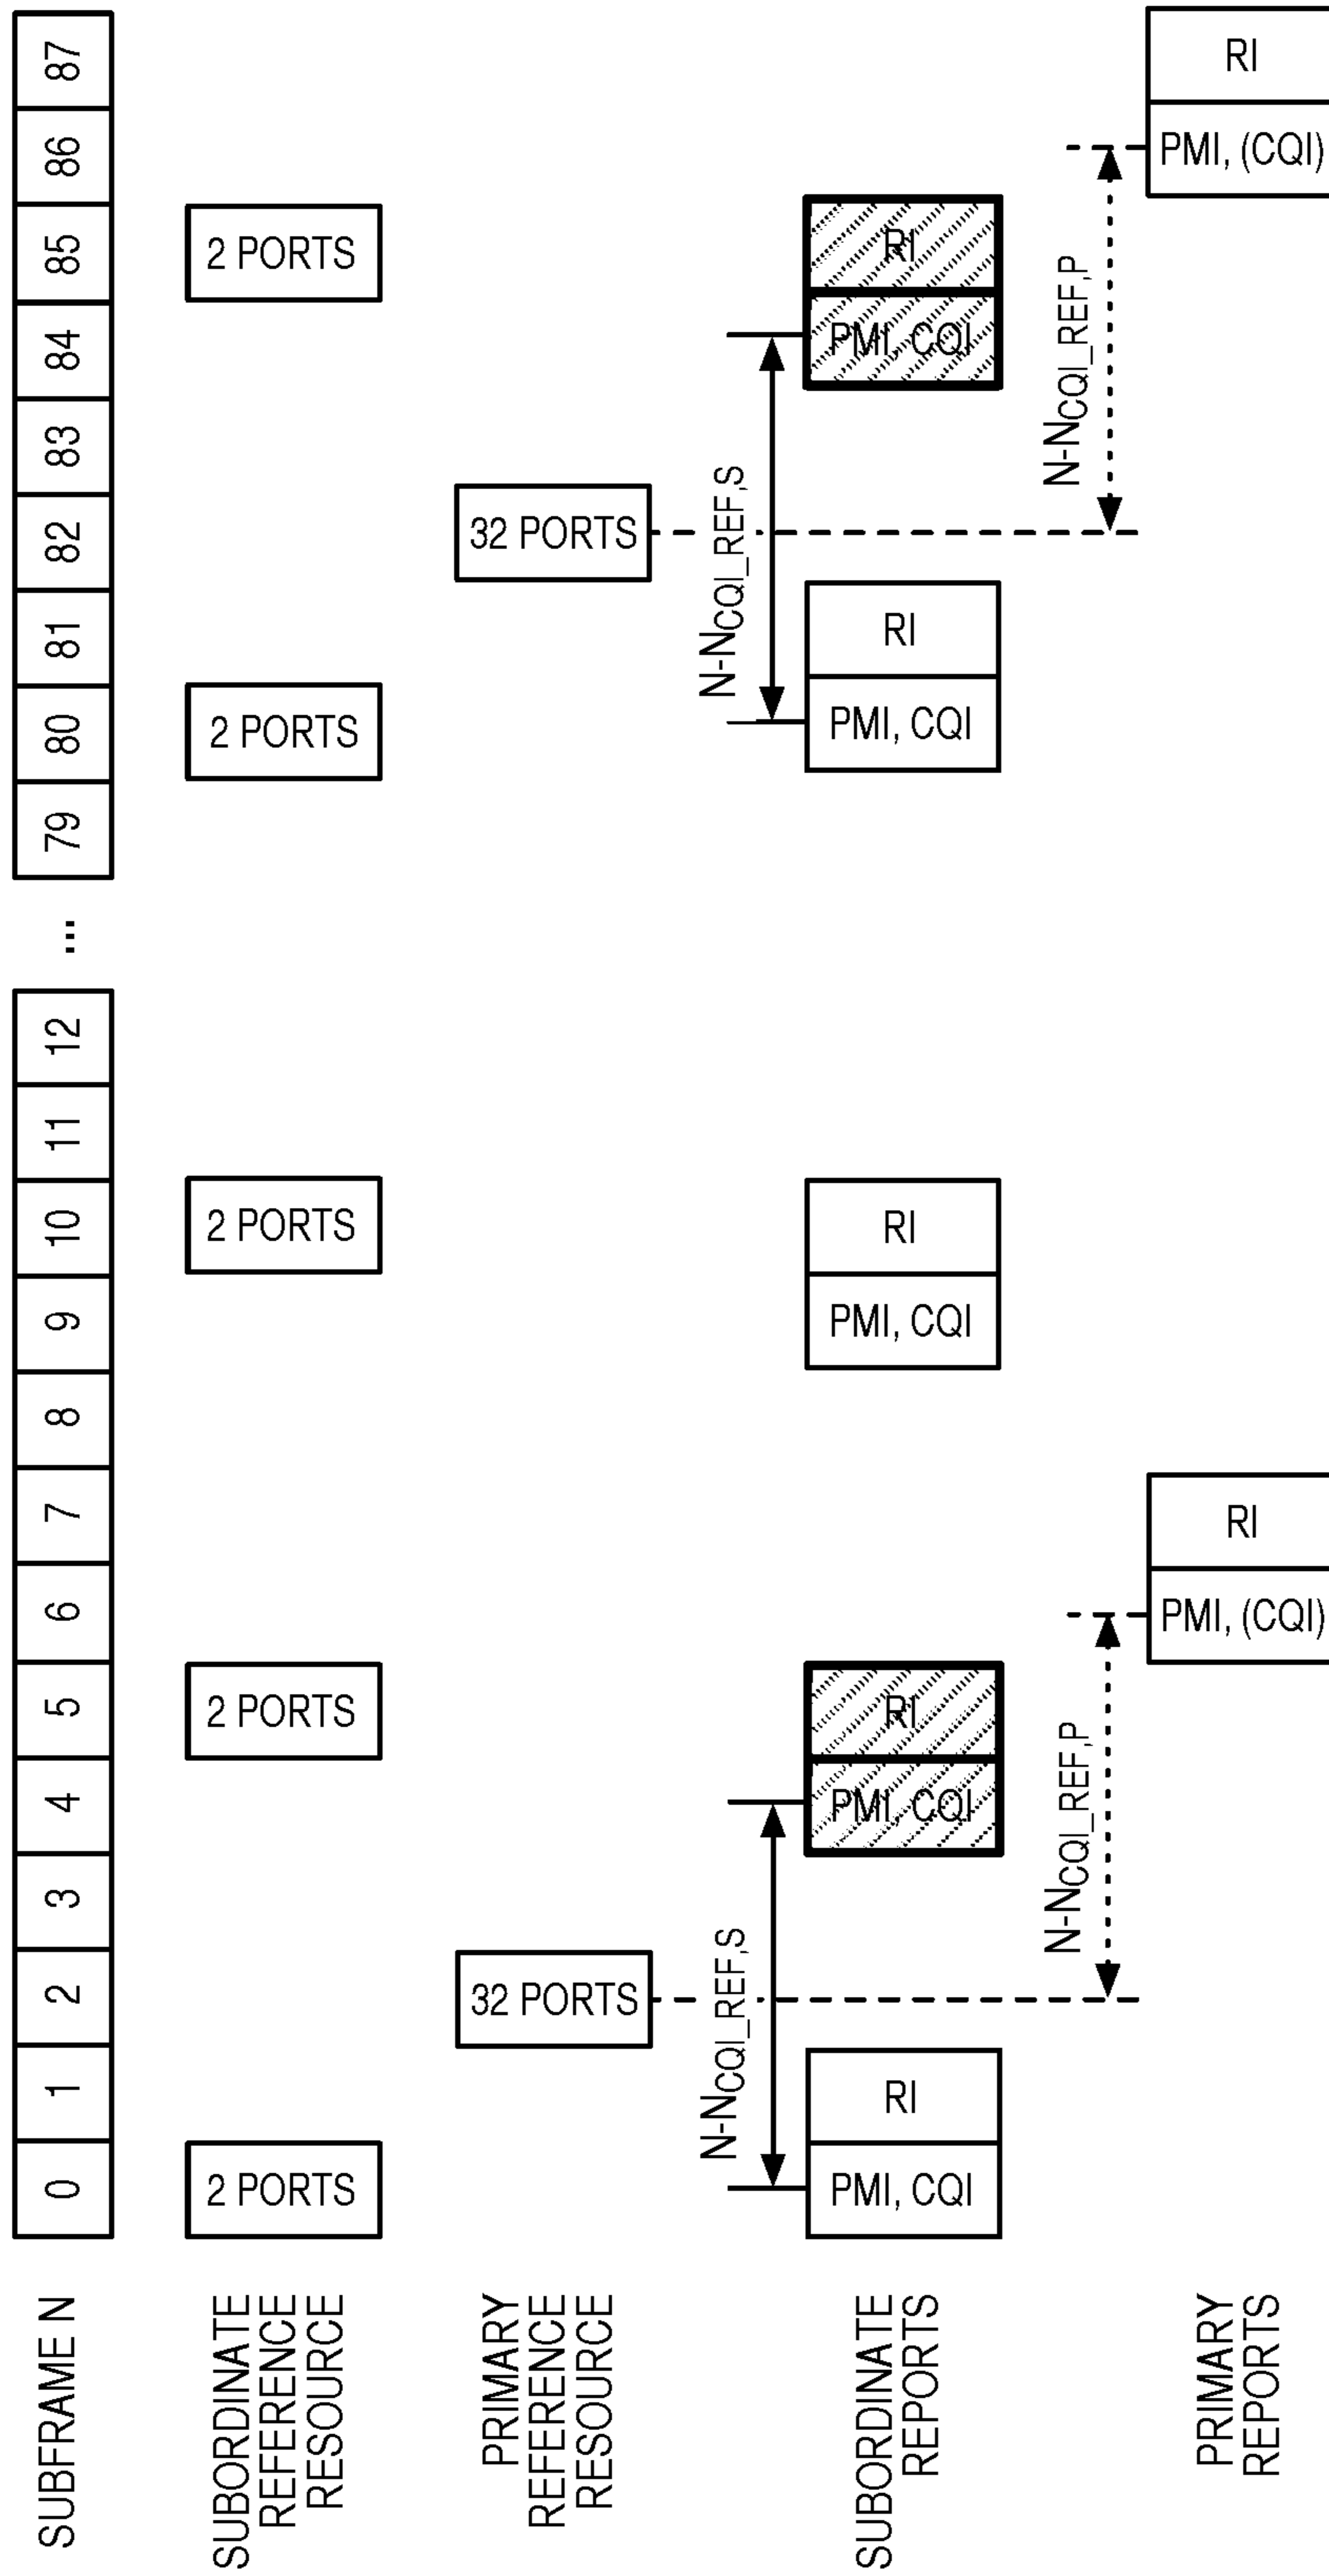 SUBFRAME N
0 1 2 3 4 5 6 7 8 9 10 11 12 ... 79 80 81 82 83 84 85 86 87
SUBORDINATE
REFERENCE
RESOURCE
2 PORTS
2 PORTS
2 PORTS
2 PORTS
2 PORTS
PRIMARY
REFERENCE
RESOURCE
32 PORTS
32 PORTS
N-NCQI_REF,S
N-NCQI_REF,S
SUBORDINATE
REPORTS
PMI, CQI
RI
PMI, CQI
RI
PMI, CQI
RI
PMI, CQI
RI
PMI, CQI
RI
N-NCQI_REF,P
N-NCQI_REF,P
PRIMARY
REPORTS
PMI, (CQI)
RI
PMI, (CQI)
RI